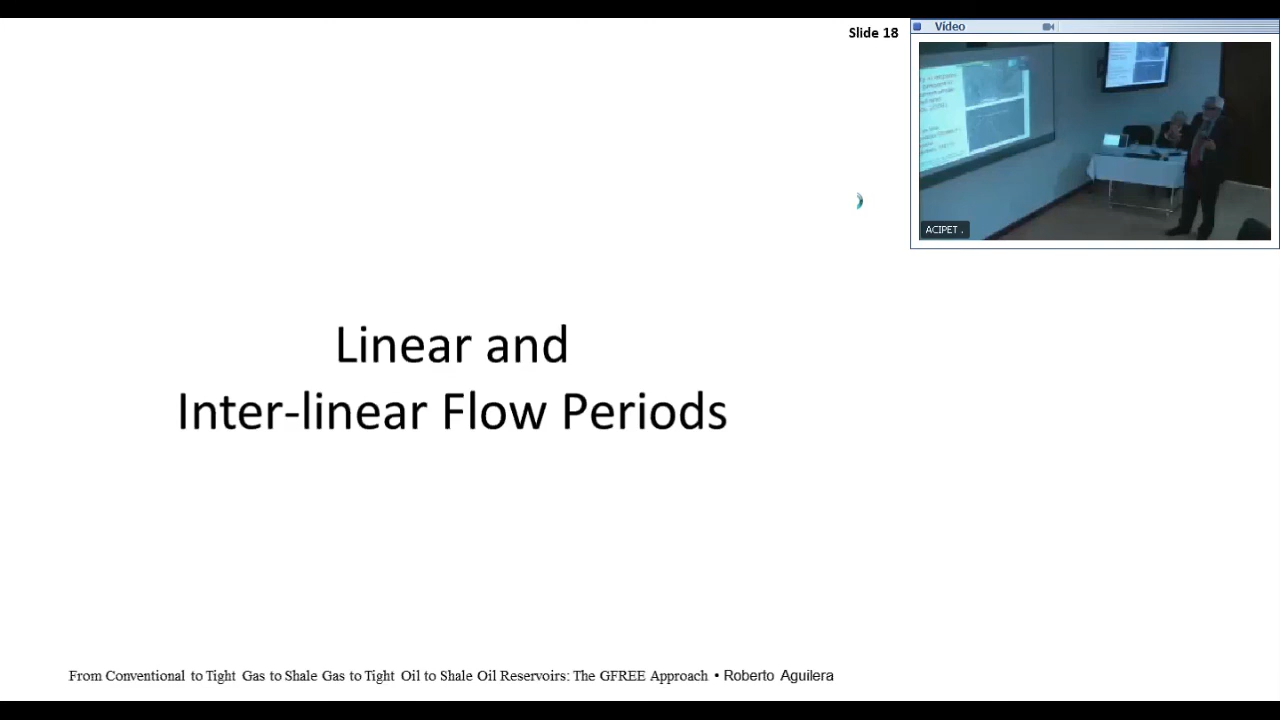 Slide 18
Vídeo
ACIPET .
Linear and
Inter-linear Flow Periods
From Conventional to Tight Gas to Shale Gas to Tight Oil to Shale Oil Reservoirs: The GFREE Approach • Roberto Aguilera